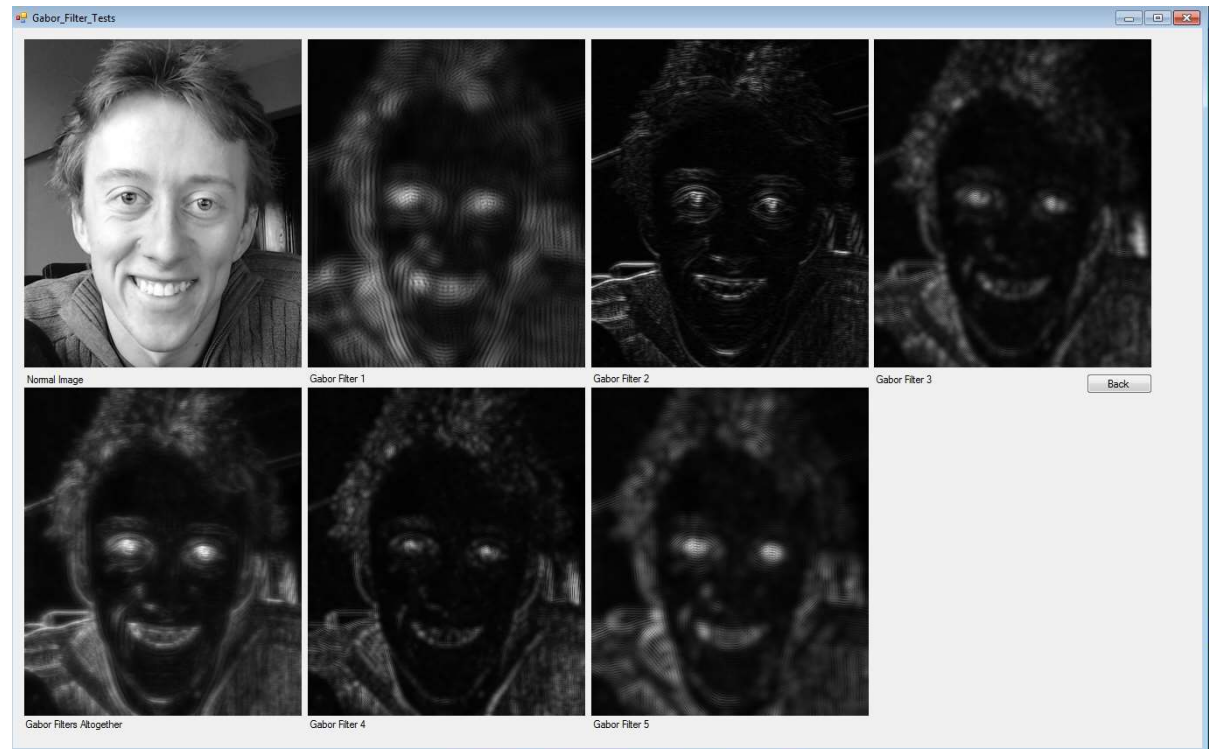 Gabor_Filter_Tests
Normal Image
Gabor Filter 1
Gabor Filter 2
Gabor Filter 3
Back
Gabor Filters Altogether
Gabor Filter 4
Gabor Filter 5